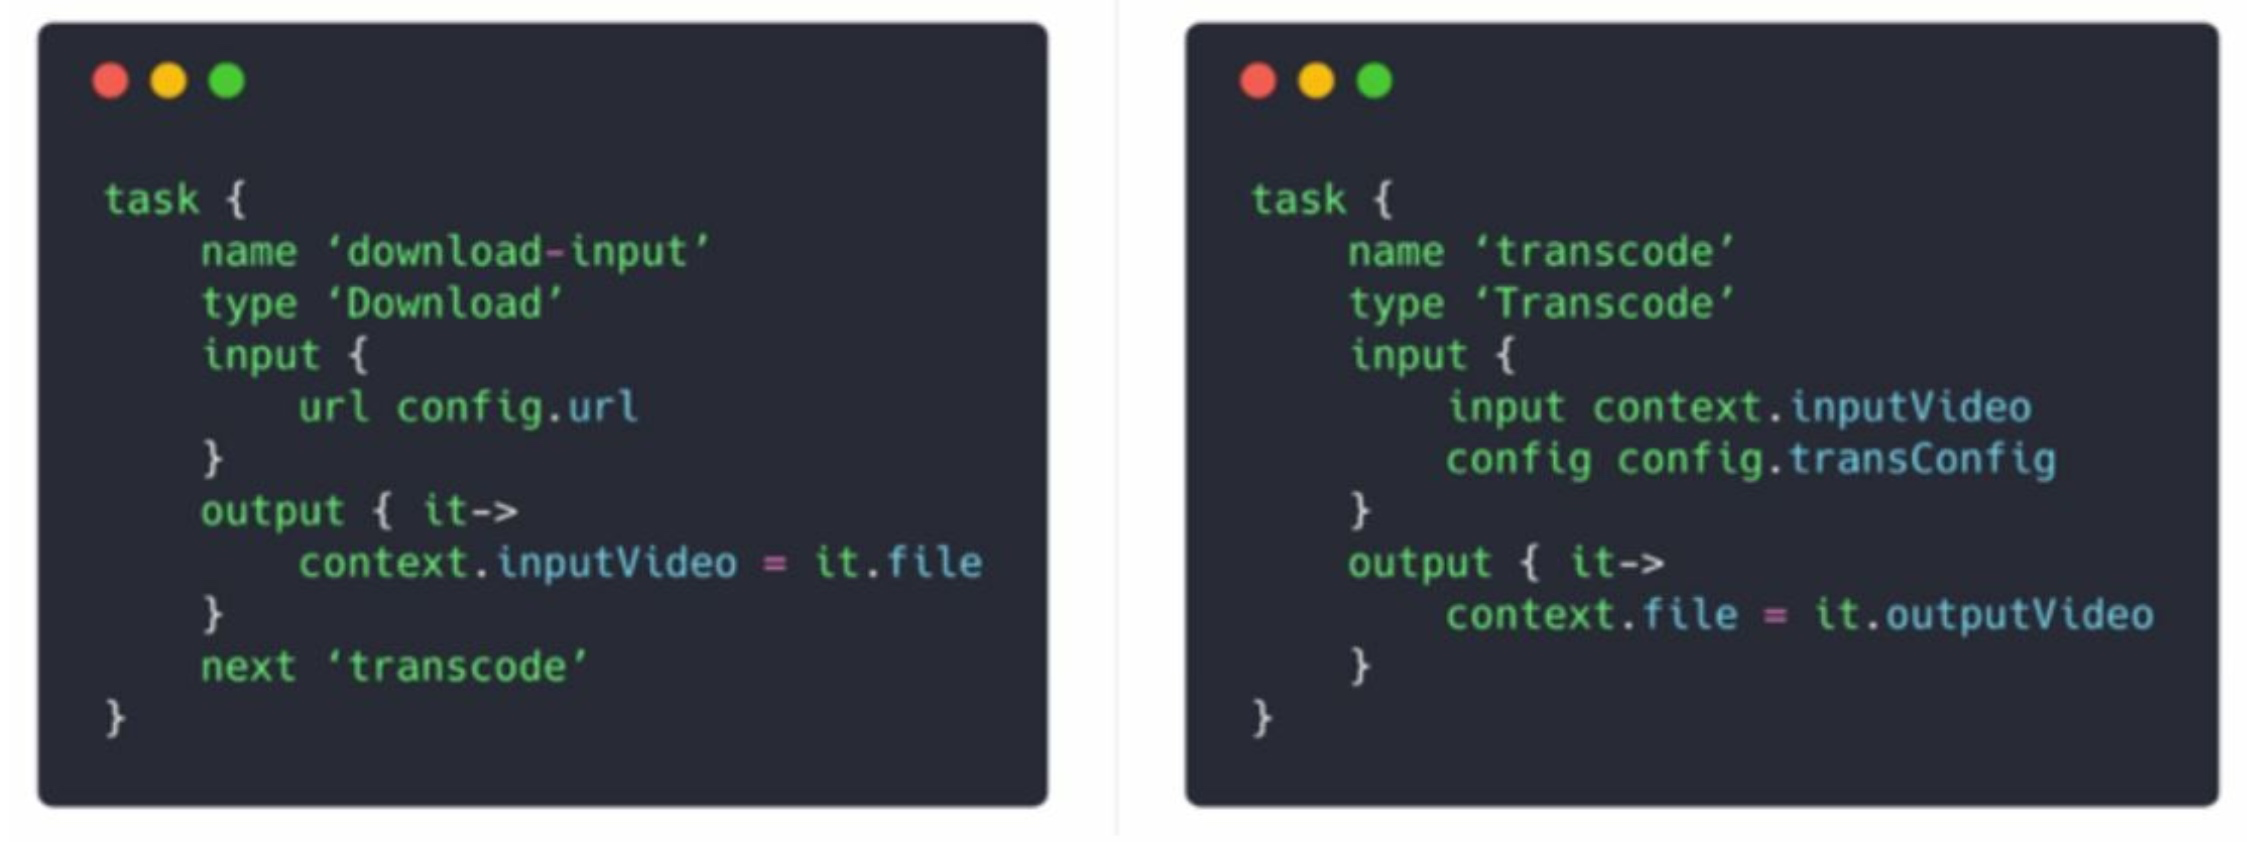 task {
name ‘download-input’
type ‘Download’
input {
url config.url
}
output { it->
context.inputVideo = it.file
}
next ‘transcode’
}
task {
name ‘transcode’
type ‘Transcode’
input {
input context.inputVideo
config config.transConfig
}
output { it->
context.file = it.outputVideo
}
}